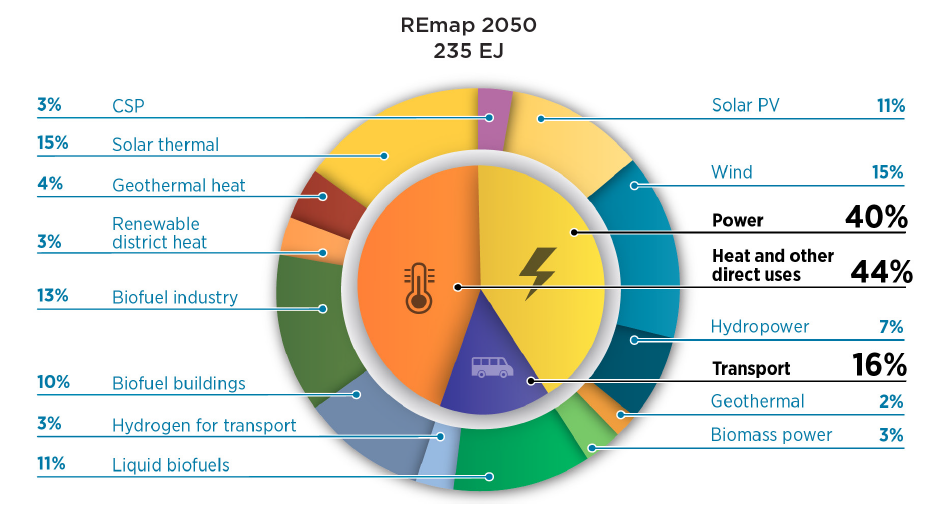 REmap 2050
235 EJ
3% CSP
15% Solar thermal
4% Geothermal heat
3% Renewable
district heat
13% Biofuel industry
10% Biofuel buildings
3% Hydrogen for transport
11% Liquid biofuels
Solar PV 11%
Wind 15%
Power 40%
Heat and other
direct uses 44%
Hydropower 7%
Transport 16%
Geothermal 2%
Biomass power 3%